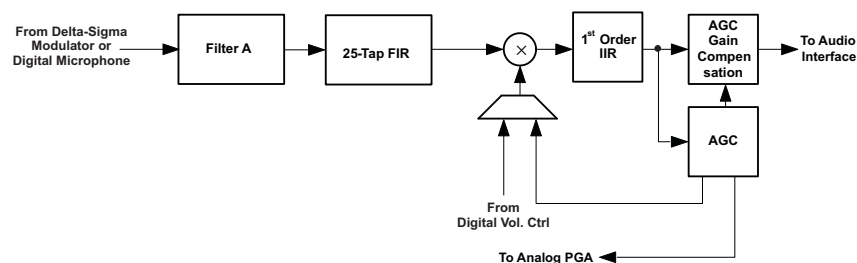 From Delta-Sigma
Modulator or
Digital Microphone
Filter A
25-Tap FIR
×
1st Order
IIR
AGC
Gain
Compen
sation
To Audio
Interface
AGC
From
Digital Vol. Ctrl
To Analog PGA